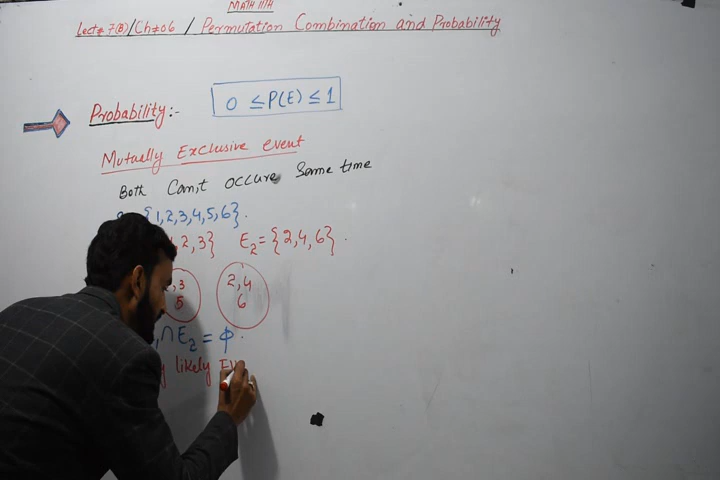 MATH 11TH
Lect# 7(B)/Ch#06 / Permutation Combination and Probability
Probability:- 0 ≤ P(E) ≤ 1
Mutually Exclusive event
Both Can,t occure Same time
{1,2,3,4,5,6}.
2,3} E₂={2,4,6}.
,3 2,4
5 6
∩E₂ = φ.
likely